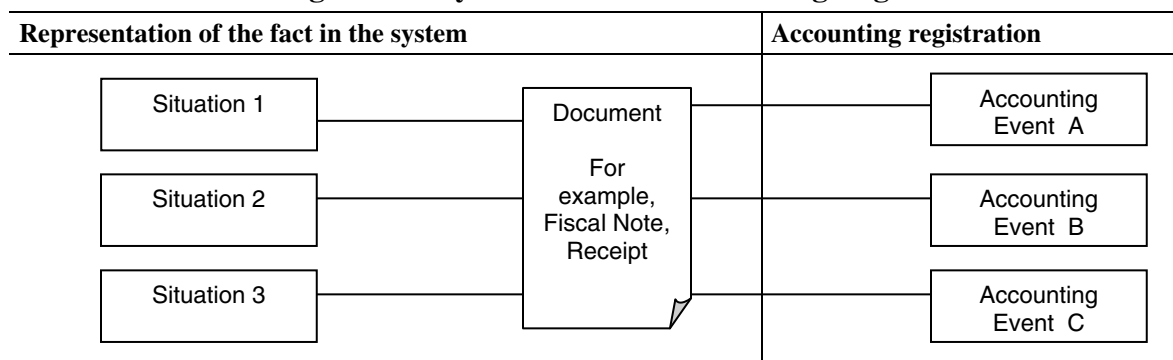 Representation of the fact in the system
Accounting registration
Situation 1
Situation 2
Situation 3
Document
For
example,
Fiscal Note,
Receipt
Accounting
Event A
Accounting
Event B
Accounting
Event C